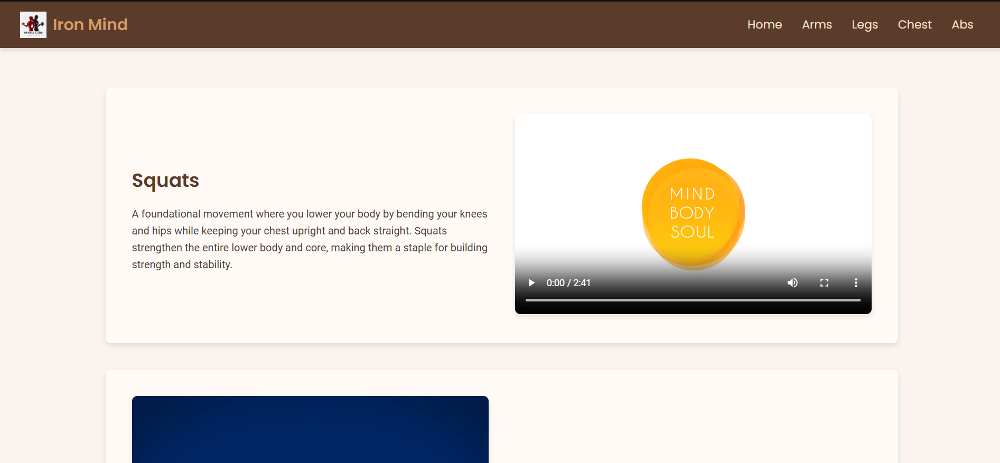 FITNESS CLUB
Iron Mind
Home Arms Legs Chest Abs
Squats
A foundational movement where you lower your body by bending your knees
and hips while keeping your chest upright and back straight. Squats
strengthen the entire lower body and core, making them a staple for building
strength and stability.
MIND
BODY
SOUL
0:00 / 2:41